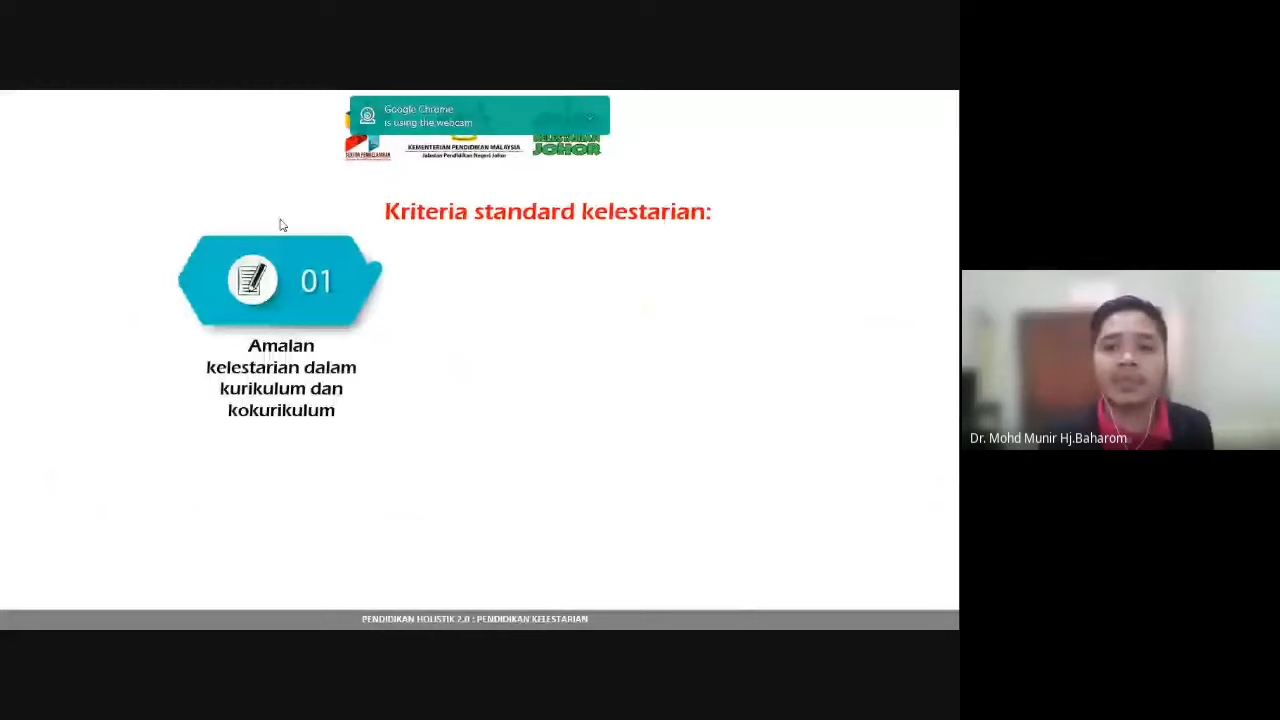 Google Chrome
is using the webcam
KEMENTERIAN PENDIDIKAN MALAYSIA
Jabatan Pendidikan Negeri Johor
JOHOR
Kriteria standard kelestarian:
01
Amalan
kelestarian dalam
kurikulum dan
kokurikulum
Dr. Mohd Munir Hj.Baharom
PENDIDIKAN HOLISTIK 2.0 : PENDIDIKAN KELESTARIAN